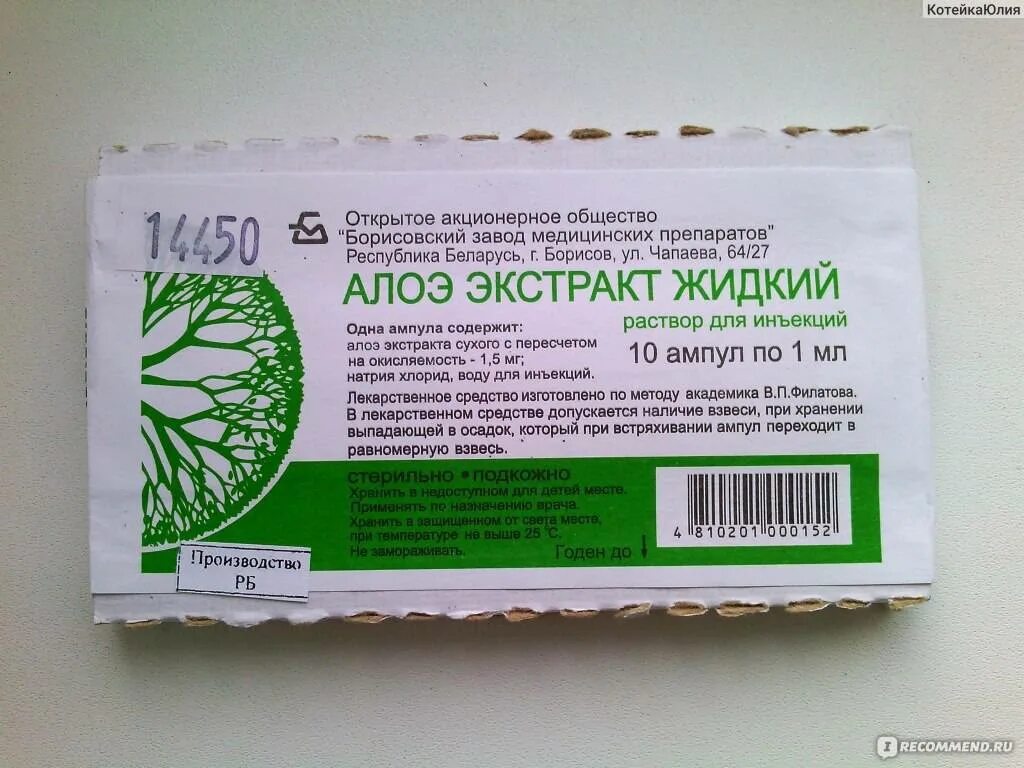 КотейкаЮлия
14450
Открытое акционерное общество
"Борисовский завод медицинских препаратов"
Республика Беларусь, г. Борисов, ул. Чапаева, 64/27
АЛОЭ ЭКСТРАКТ ЖИДКИЙ
раствор для инъекций
10 ампул по 1 мл
Одна ампула содержит:
алоэ экстракта сухого с пересчетом
на окисляемость - 1,5 мг;
натрия хлорид, воду для инъекций.
Лекарственное средство изготовлено по методу академика В.П.Филатова.
В лекарственном средстве допускается наличие взвеси, при хранении
выпадающей в осадок, который при встряхивании ампул переходит в
равномерную взвесь.
стерильно • подкожно
Хранить в недоступном для детей месте.
Применять по назначению врача.
Хранить в защищенном от света месте,
при температуре не выше 25 °С.
Не замораживать.
Годен до
4 810201 000152
!Производство
РБ
IRECOMMEND.RU